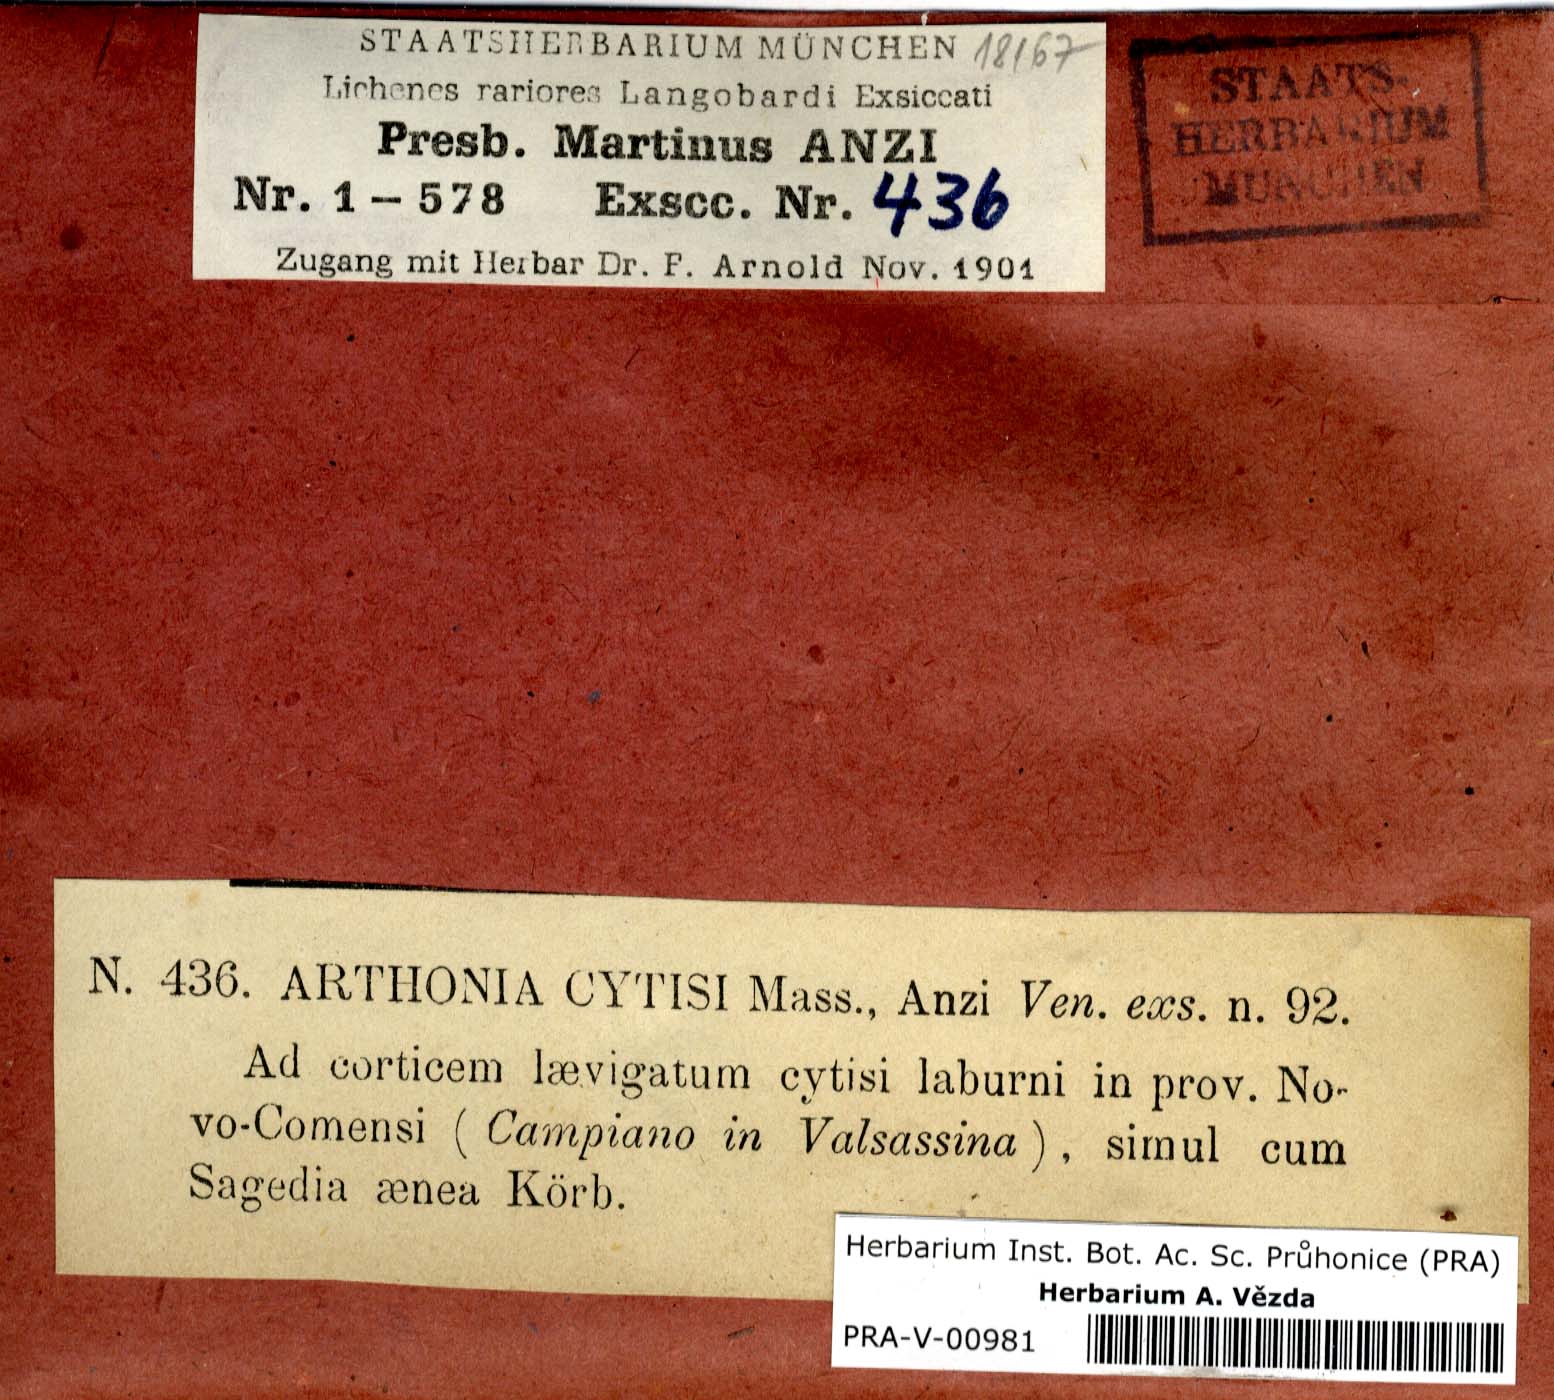 STAATSHERBARIUM MÜNCHEN 18167
Lichenes rariores Langobardi Exsiccati
Presb. Martinus ANZI
Nr. 1 – 578 Exscc. Nr. 436
Zugang mit Herbar Dr. F. Arnold Nov. 1901
STAATS-
HERBARIUM
MÜNCHEN
N. 436. ARTHONIA CYTISI Mass., Anzi Ven. exs. n. 92.
Ad corticem lævigatum cytisi laburni in prov. No-
vo-Comensi (Campiano in Valsassina), simul cum
Sagedia ænea Körb.
Herbarium Inst. Bot. Ac. Sc. Průhonice (PRA)
Herbarium A. Vězda
PRA-V-00981